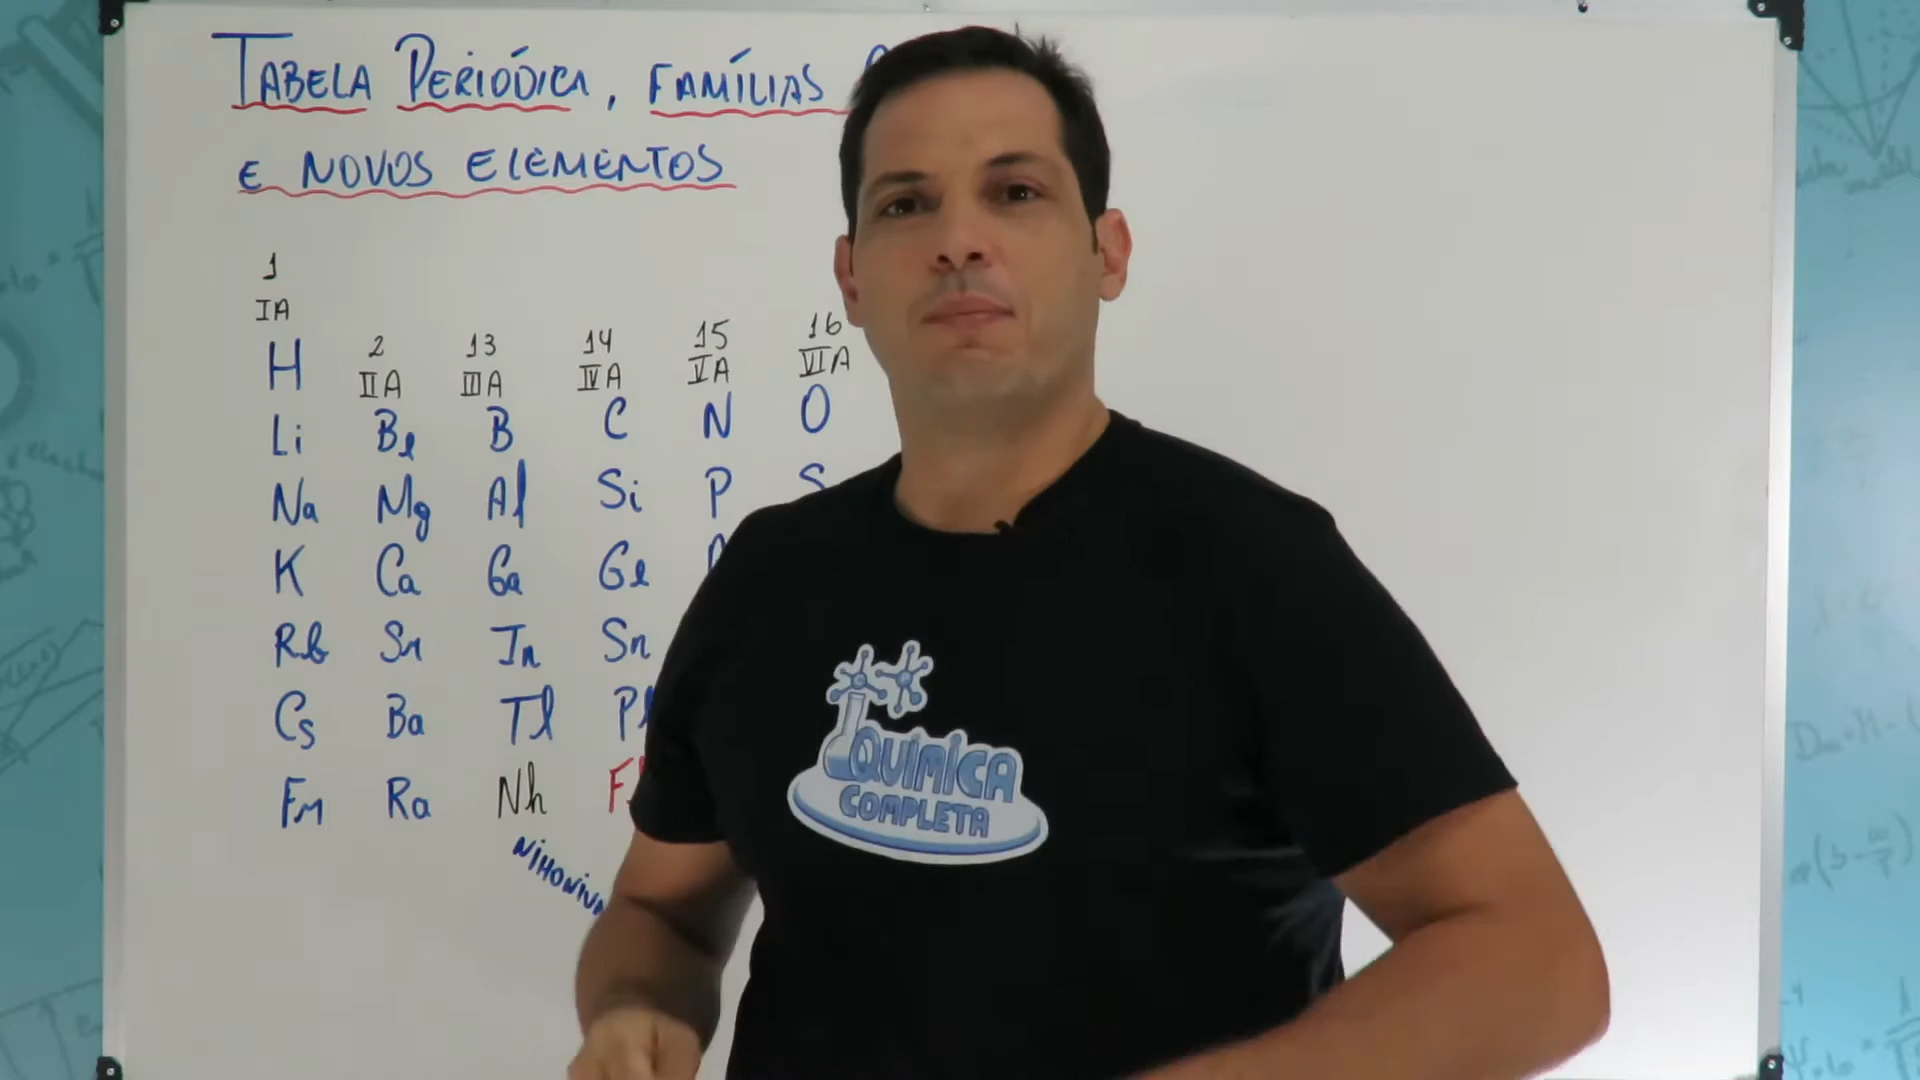 TABELA PERIÓDICA, FAMÍLIAS
E NOVOS ELEMENTOS
1
IA
2 13 14 15 16
IIA IIIA IVA VA VIA
H
Li Be B C N O
Na Mg Al Si P S
K Ca Ga Ge
Rb Sr In Sn
Cs Ba Tl
Fr Ra Nh
QUÍMICA
COMPLETA